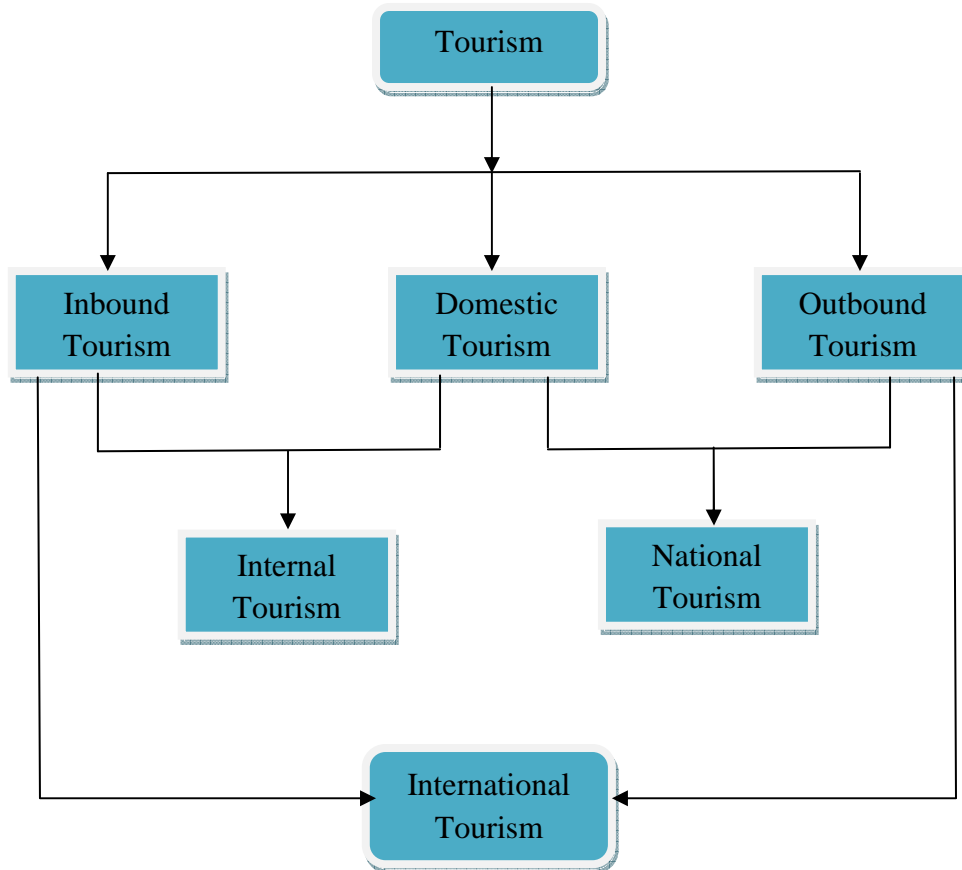 Tourism
Inbound
Tourism
Domestic
Tourism
Outbound
Tourism
Internal
Tourism
National
Tourism
International
Tourism